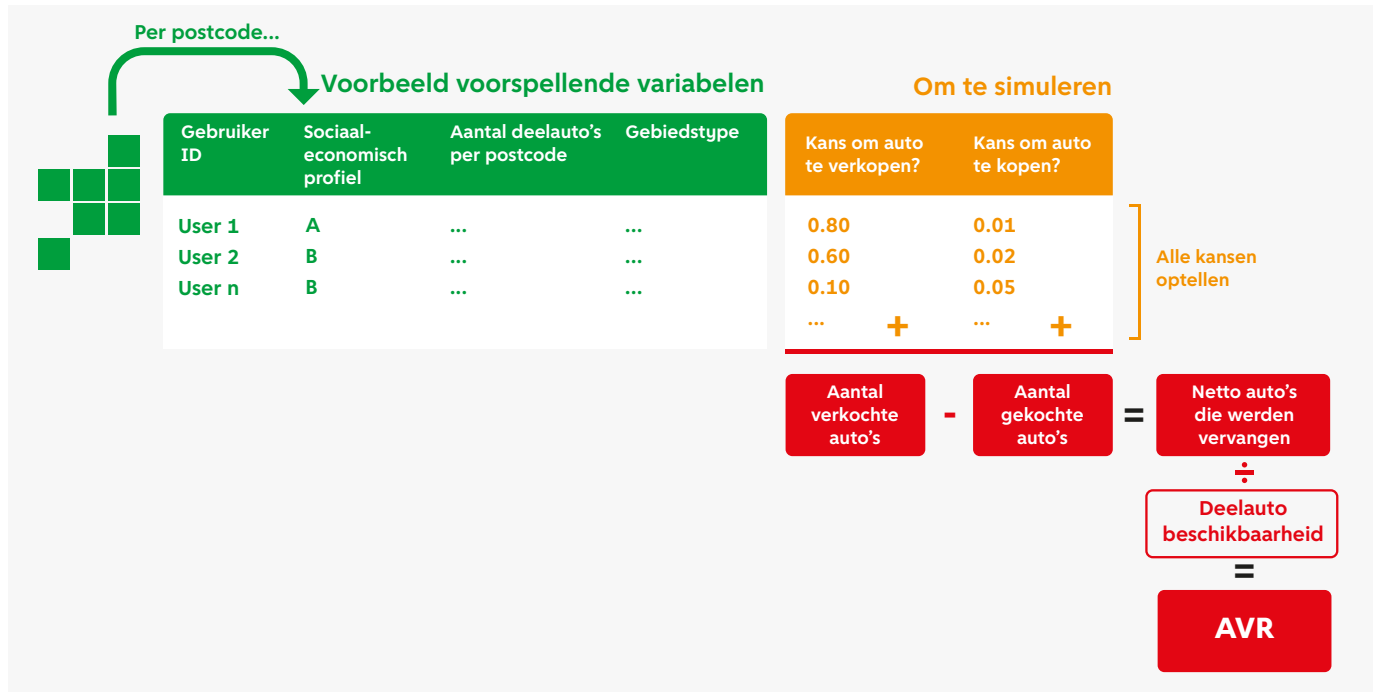 Per postcode...
Voorbeeld voorspellende variabelen
Om te simuleren
Gebruiker ID
Sociaal-economisch profiel
Aantal deelauto's per postcode
Gebiedstype
Kans om auto te verkopen?
Kans om auto te kopen?
User 1 A ... ... 0.80 0.01
User 2 B ... ... 0.60 0.02
User n B ... ... 0.10 0.05
... + ... +
Alle kansen
optellen
Aantal
verkochte
auto's
-
Aantal
gekochte
auto's
=
Netto auto's
die werden
vervangen
÷
Deelauto
beschikbaarheid
=
AVR